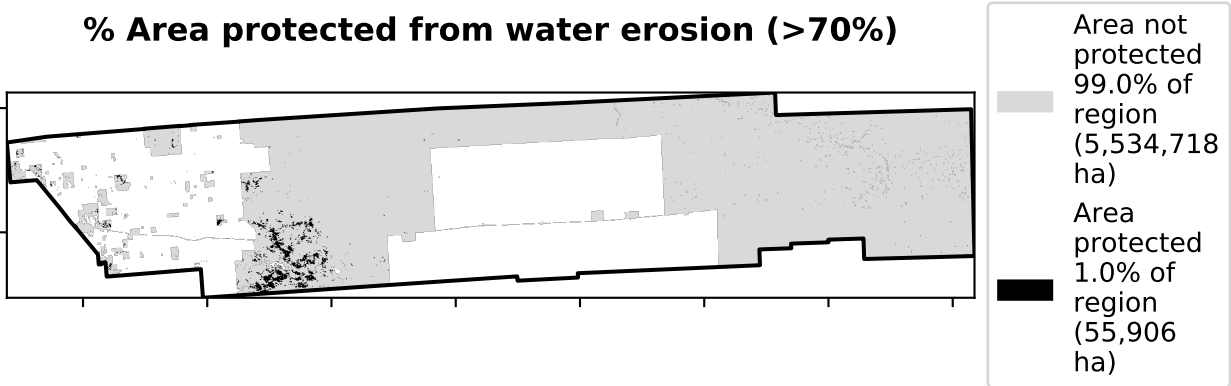 % Area protected from water erosion (>70%)
Area not
protected
99.0% of
region
(5,534,718
ha)
Area
protected
1.0% of
region
(55,906
ha)